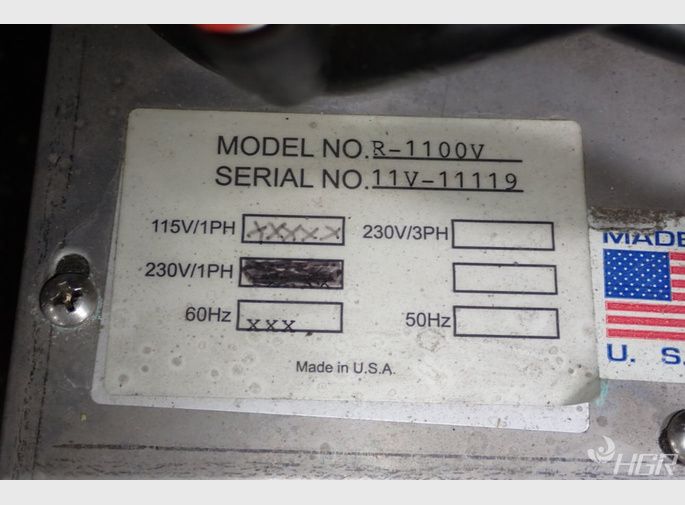 MODEL NO. R-1100V
SERIAL NO. 11V-11119
115V/1PH XXXXX 230V/3PH
230V/1PH
60Hz XXX 50Hz
Made in U.S.A.
MADE
U. S.
HGR